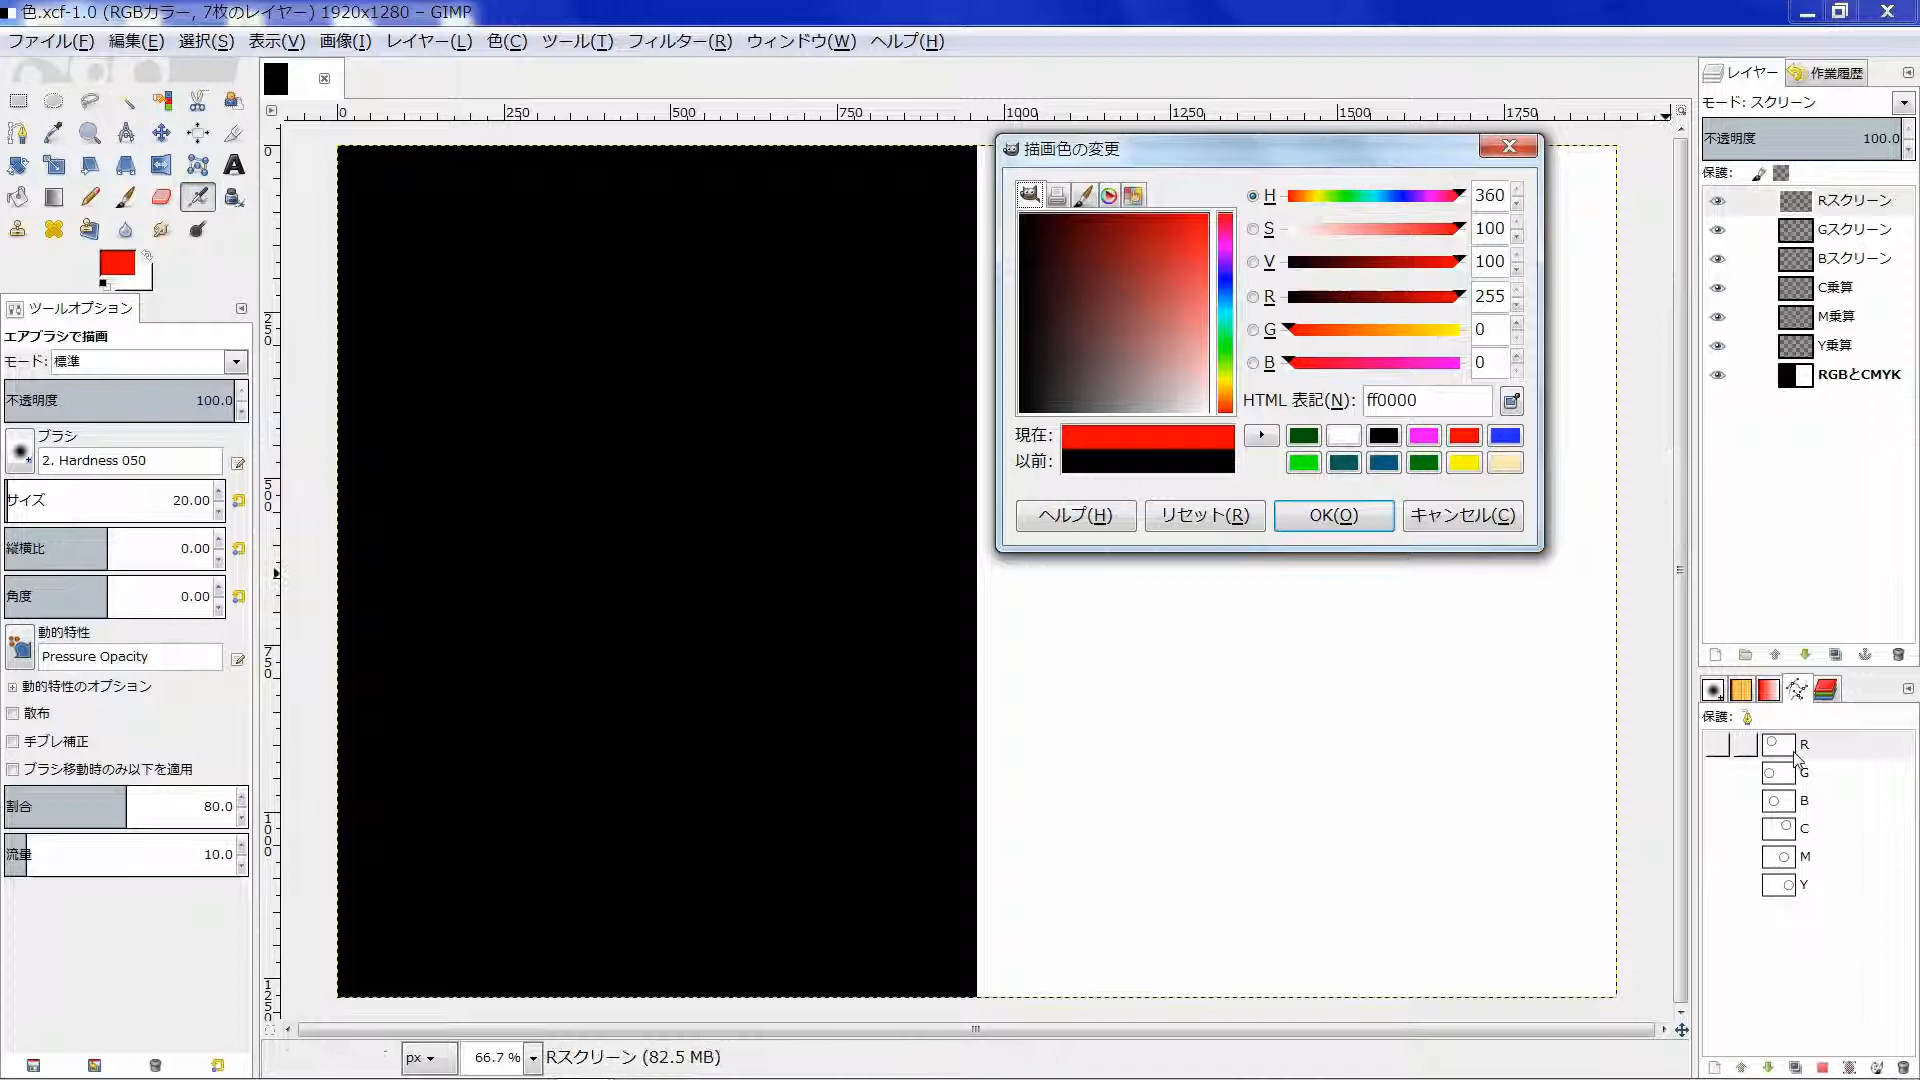 色.xcf-1.0 (RGBカラー, 7枚のレイヤー) 1920x1280 – GIMP
ファイル(F) 編集(E) 選択(S) 表示(V) 画像(I) レイヤー(L) 色(C) ツール(T) フィルター(R) ウィンドウ(W) ヘルプ(H)
0 250 500 750 1000 1250 1500 1750
0
250
500
750
1000
1250
ツールオプション
エアブラシで描画
モード: 標準
不透明度 100.0
ブラシ
2. Hardness 050
サイズ 20.00
縦横比 0.00
角度 0.00
動的特性
Pressure Opacity
動的特性のオプション
散布
手ブレ補正
ブラシ移動時のみ以下を適用
割合 80.0
流量 10.0
描画色の変更
H 360
S 100
V 100
R 255
G 0
B 0
HTML 表記(N): ff0000
現在:
以前:
ヘルプ(H) リセット(R) OK(O) キャンセル(C)
px 66.7 % Rスクリーン (82.5 MB)
レイヤー 作業履歴
モード: スクリーン
不透明度 100.0
保護:
Rスクリーン
Gスクリーン
Bスクリーン
C乗算
M乗算
Y乗算
RGBとCMYK
保護:
R
G
B
C
M
Y